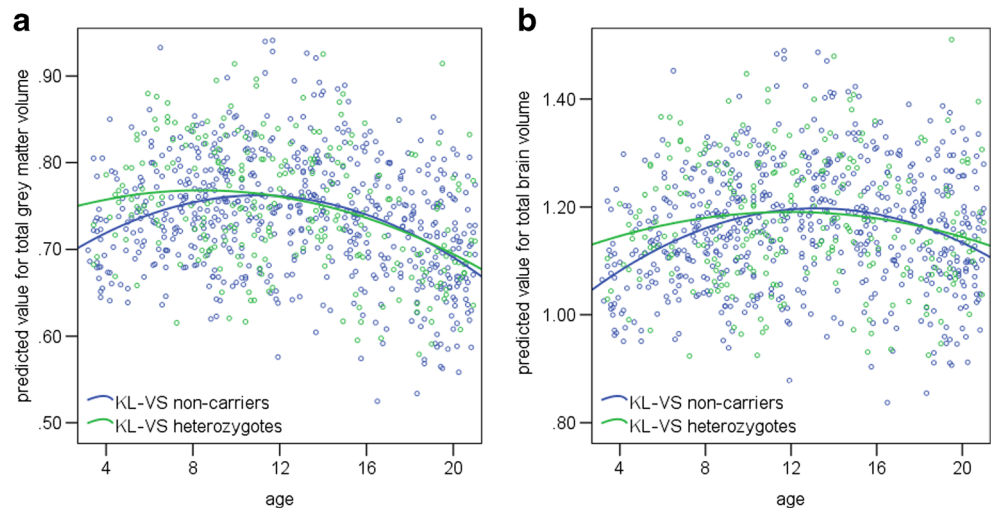 a
predicted value for total grey matter volume
.90
.80
.70
.60
.50
KL-VS non-carriers
KL-VS heterozygotes
4 8 12 16 20
age
b
predicted value for total brain volume
1.40
1.20
1.00
.80
KL-VS non-carriers
KL-VS heterozygotes
4 8 12 16 20
age